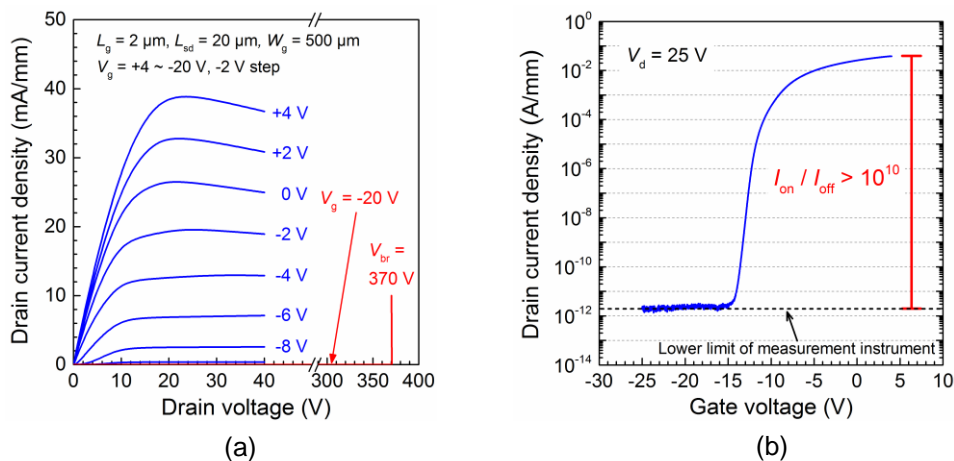 L_g = 2 μm, L_sd = 20 μm, W_g = 500 μm
V_g = +4 ~ -20 V, -2 V step
+4 V
+2 V
0 V
-2 V
-4 V
-6 V
-8 V
V_g = -20 V
V_br =
370 V
Drain current density (mA/mm)
50
40
30
20
10
0
0 10 20 30 40 300 350 400
Drain voltage (V)
(a)
V_d = 25 V
I_on / I_off > 10^10
Lower limit of measurement instrument
Drain current density (A/mm)
10^0
10^-2
10^-4
10^-6
10^-8
10^-10
10^-12
10^-14
-30 -25 -20 -15 -10 -5 0 5 10
Gate voltage (V)
(b)